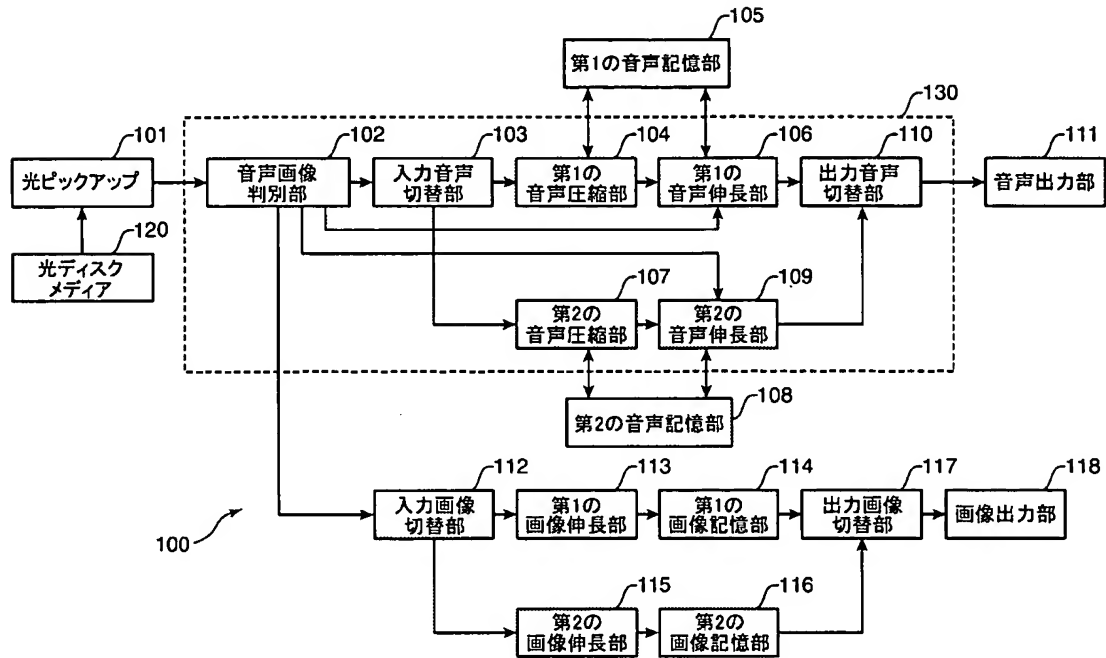 105
第1の音声記憶部
130
101
102
103
104
106
110
111
光ピックアップ
音声画像
判別部
入力音声
切替部
第1の
音声圧縮部
第1の
音声伸長部
出力音声
切替部
音声出力部
120
光ディスク
メディア
107
109
第2の
音声圧縮部
第2の
音声伸長部
108
第2の音声記憶部
112
113
114
117
118
入力画像
切替部
第1の
画像伸長部
第1の
画像記憶部
出力画像
切替部
画像出力部
100
115
116
第2の
画像伸長部
第2の
画像記憶部